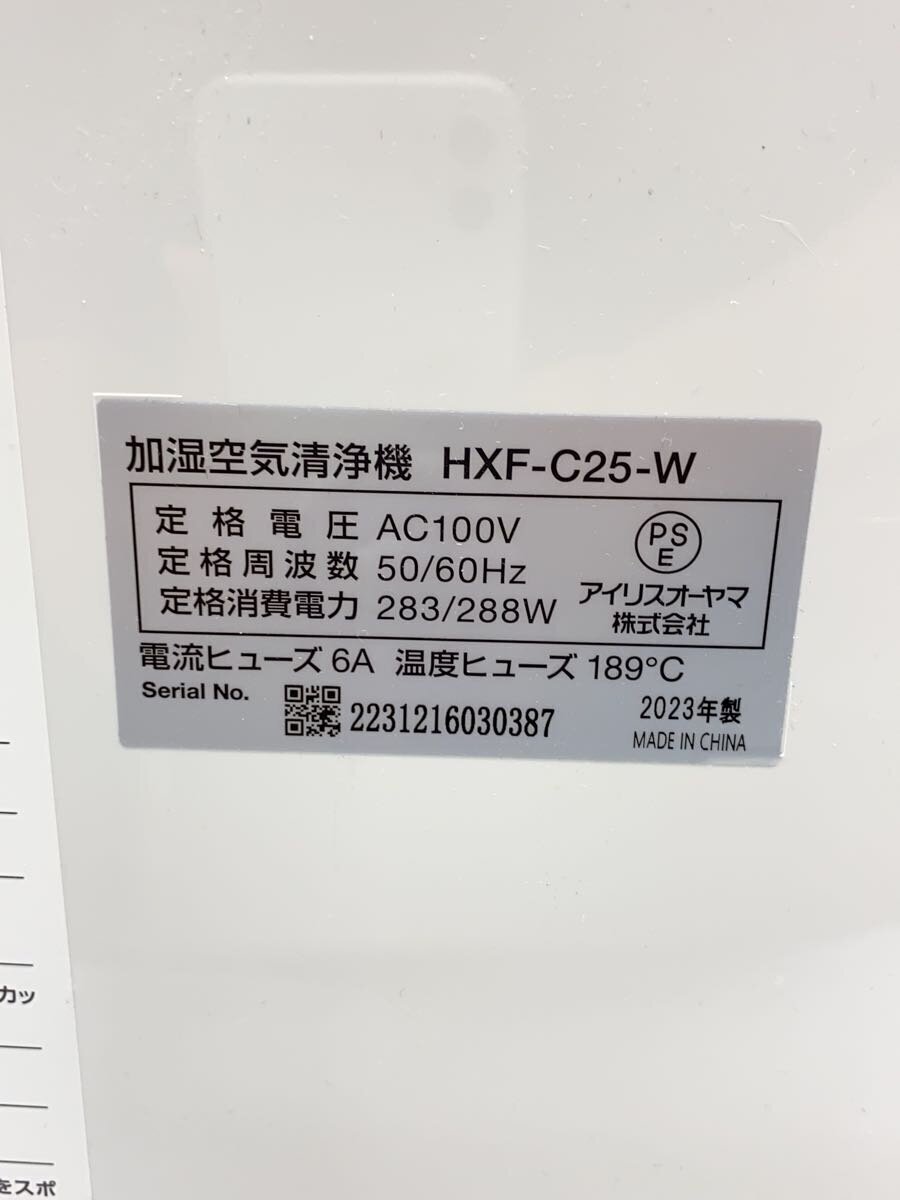 加湿空気清浄機 HXF-C25-W
定格電圧 AC100V
定格周波数 50/60Hz
定格消費電力 283/288W
PS
E
アイリスオーヤマ
株式会社
電流ヒューズ 6A 温度ヒューズ 189°C
Serial No.
2231216030387
2023年製
MADE IN CHINA
カッ
をスポ